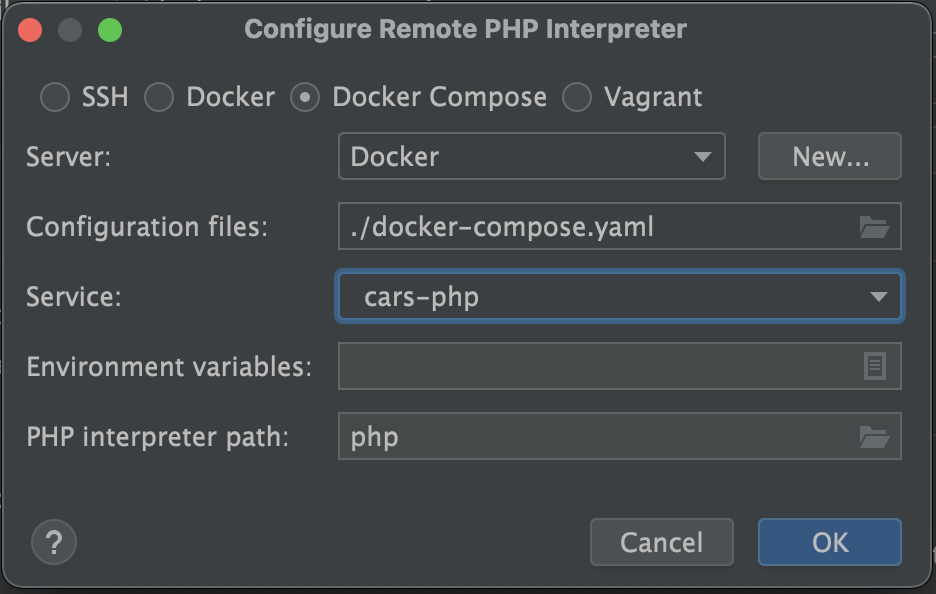 Configure Remote PHP Interpreter
SSH Docker Docker Compose Vagrant
Server: Docker New...
Configuration files: ./docker-compose.yaml
Service: cars-php
Environment variables:
PHP interpreter path: php
? Cancel OK